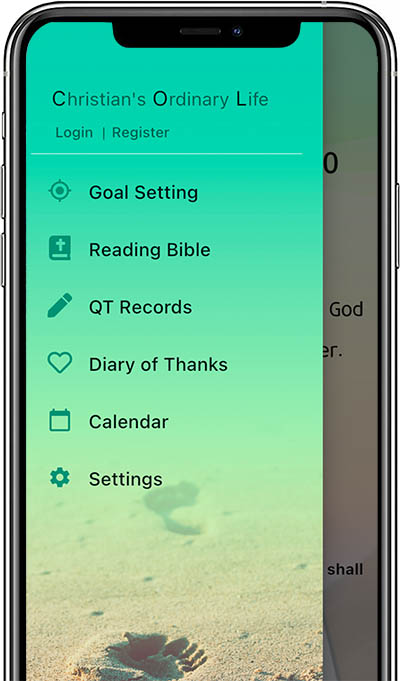 Christian's Ordinary Life
Login | Register
Goal Setting
Reading Bible
QT Records
Diary of Thanks
Calendar
Settings
0
God
er.
shall